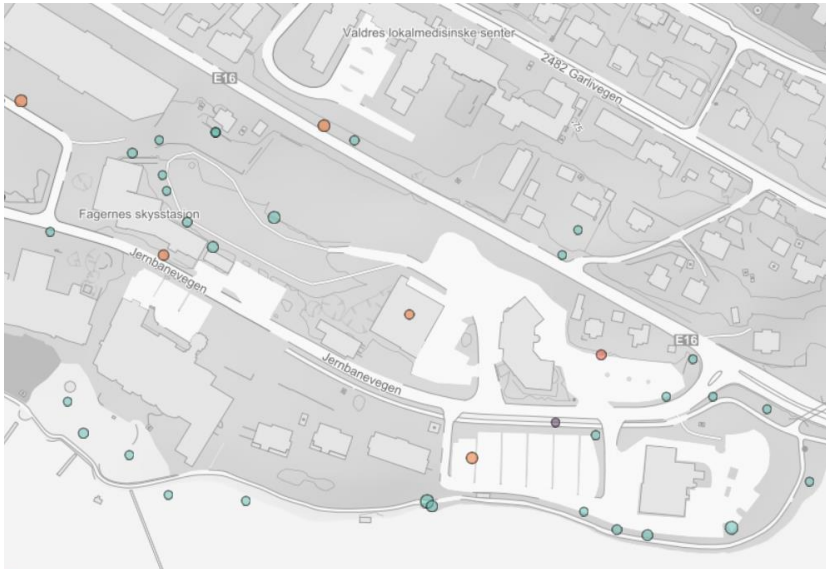 Valdres lokalmedisinske senter
E16
2482 Garlivegen
75
Fagernes skysstasjon
Jernbanevegen
E16
Jernbanevegen